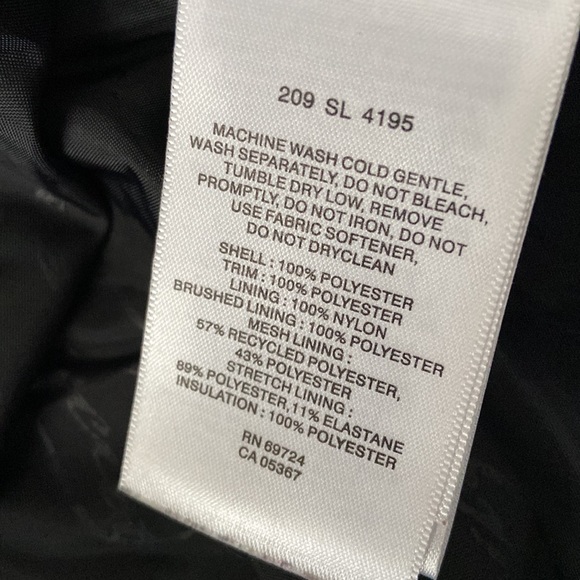 209 SL 4195
MACHINE WASH COLD GENTLE,
WASH SEPARATELY, DO NOT BLEACH,
TUMBLE DRY LOW, REMOVE
PROMPTLY, DO NOT IRON, DO NOT
USE FABRIC SOFTENER,
DO NOT DRYCLEAN
SHELL : 100% POLYESTER
TRIM : 100% POLYESTER
LINING : 100% NYLON
BRUSHED LINING : 100% POLYESTER
MESH LINING :
57% RECYCLED POLYESTER,
43% POLYESTER
STRETCH LINING :
89% POLYESTER, 11% ELASTANE
INSULATION : 100% POLYESTER
RN 69724
CA 05367